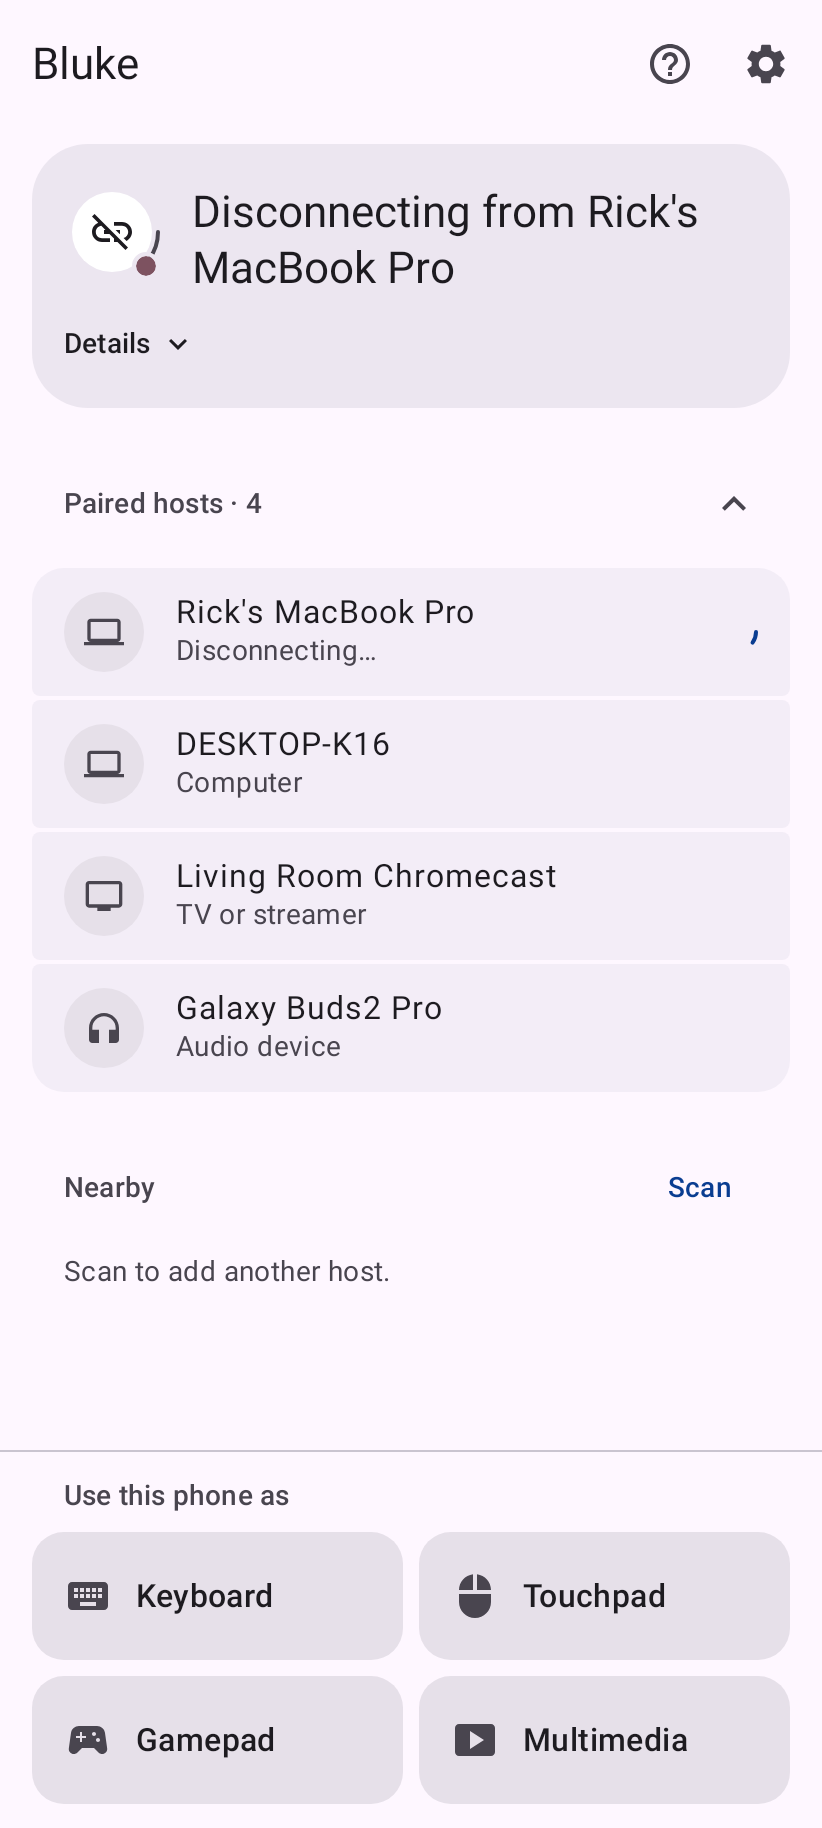 Bluke
Disconnecting from Rick's
MacBook Pro
Details
Paired hosts · 4
Rick's MacBook Pro
Disconnecting…
DESKTOP-K16
Computer
Living Room Chromecast
TV or streamer
Galaxy Buds2 Pro
Audio device
Nearby
Scan
Scan to add another host.
Use this phone as
Keyboard
Touchpad
Gamepad
Multimedia